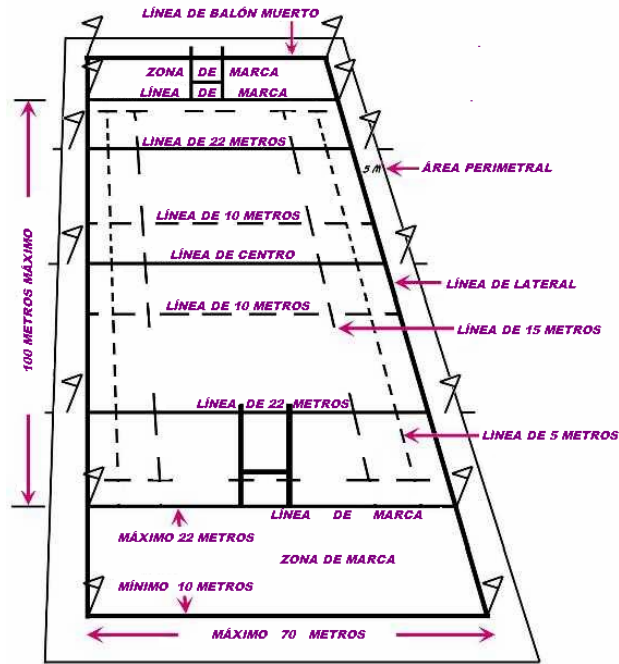 LÍNEA DE BALÓN MUERTO
ZONA DE MARCA
LÍNEA DE MARCA
LÍNEA DE 22 METROS
5 M
ÁREA PERIMETRAL
LÍNEA DE 10 METROS
LÍNEA DE CENTRO
LÍNEA DE LATERAL
LÍNEA DE 10 METROS
LÍNEA DE 15 METROS
100 METROS MÁXIMO
LÍNEA DE 22 METROS
LÍNEA DE 5 METROS
LÍNEA DE MARCA
MÁXIMO 22 METROS
ZONA DE MARCA
MÍNIMO 10 METROS
MÁXIMO 70 METROS